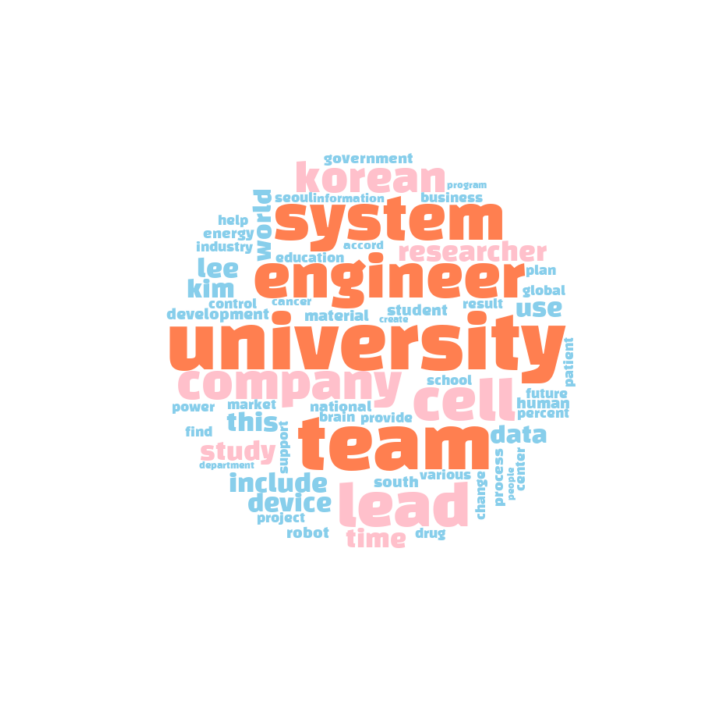 government
korean
program
seoul information business
world
system
help
energy
accord
industry
researcher
education
lee
engineer
plan
kim
cancer
global
control
result
use
development
material
student
create
university
patient
company
school
cell
future
power
market
national
human
brain provide
percent
this
find
team
data
support
study
various
department
include
south
change
process
people
center
device
lead
project
robot
time
drug